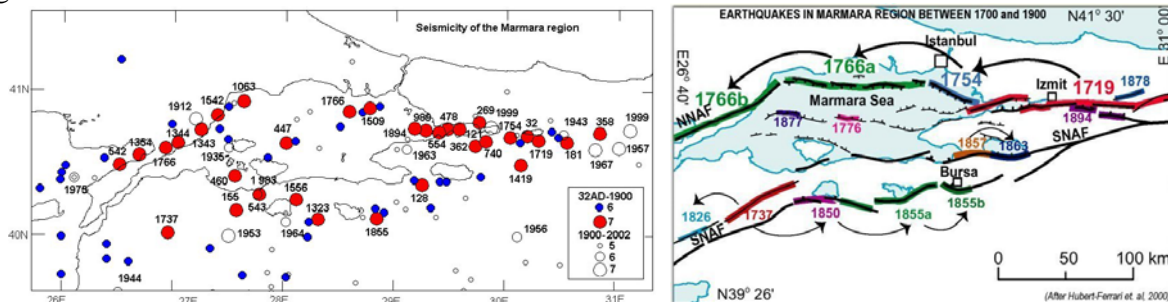 Seismicity of the Marmara region
41N
40N
26E
27E
28E
29E
30E
31E
1063
1542
1912
1344
1343
1354
542
1766
1975
1935
447
460
1903
155
543
1556
1737
1953
1964
1323
1944
1766
1509
1894
989
478
269
1999
554
121
1754
32
1943
358
1999
362
740
1719
181
1967
1957
1963
1419
128
1855
1956
32AD-1900
6
7
1900-2002
5
6
7
EARTHQUAKES IN MARMARA REGION BETWEEN 1700 and 1900
N41° 30'
E 31° 00'
E26° 40'
Istanbul
1766a
1754
Izmit
1719
1878
1766b
Marmara Sea
NNAF
1877
1776
1894
SNAF
1857
1863
Bursa
1826
1737
1850
1855a
1855b
SNAF
0 50 100 km
N39° 26'
(After Hubert-Ferrari et. al, 2000)